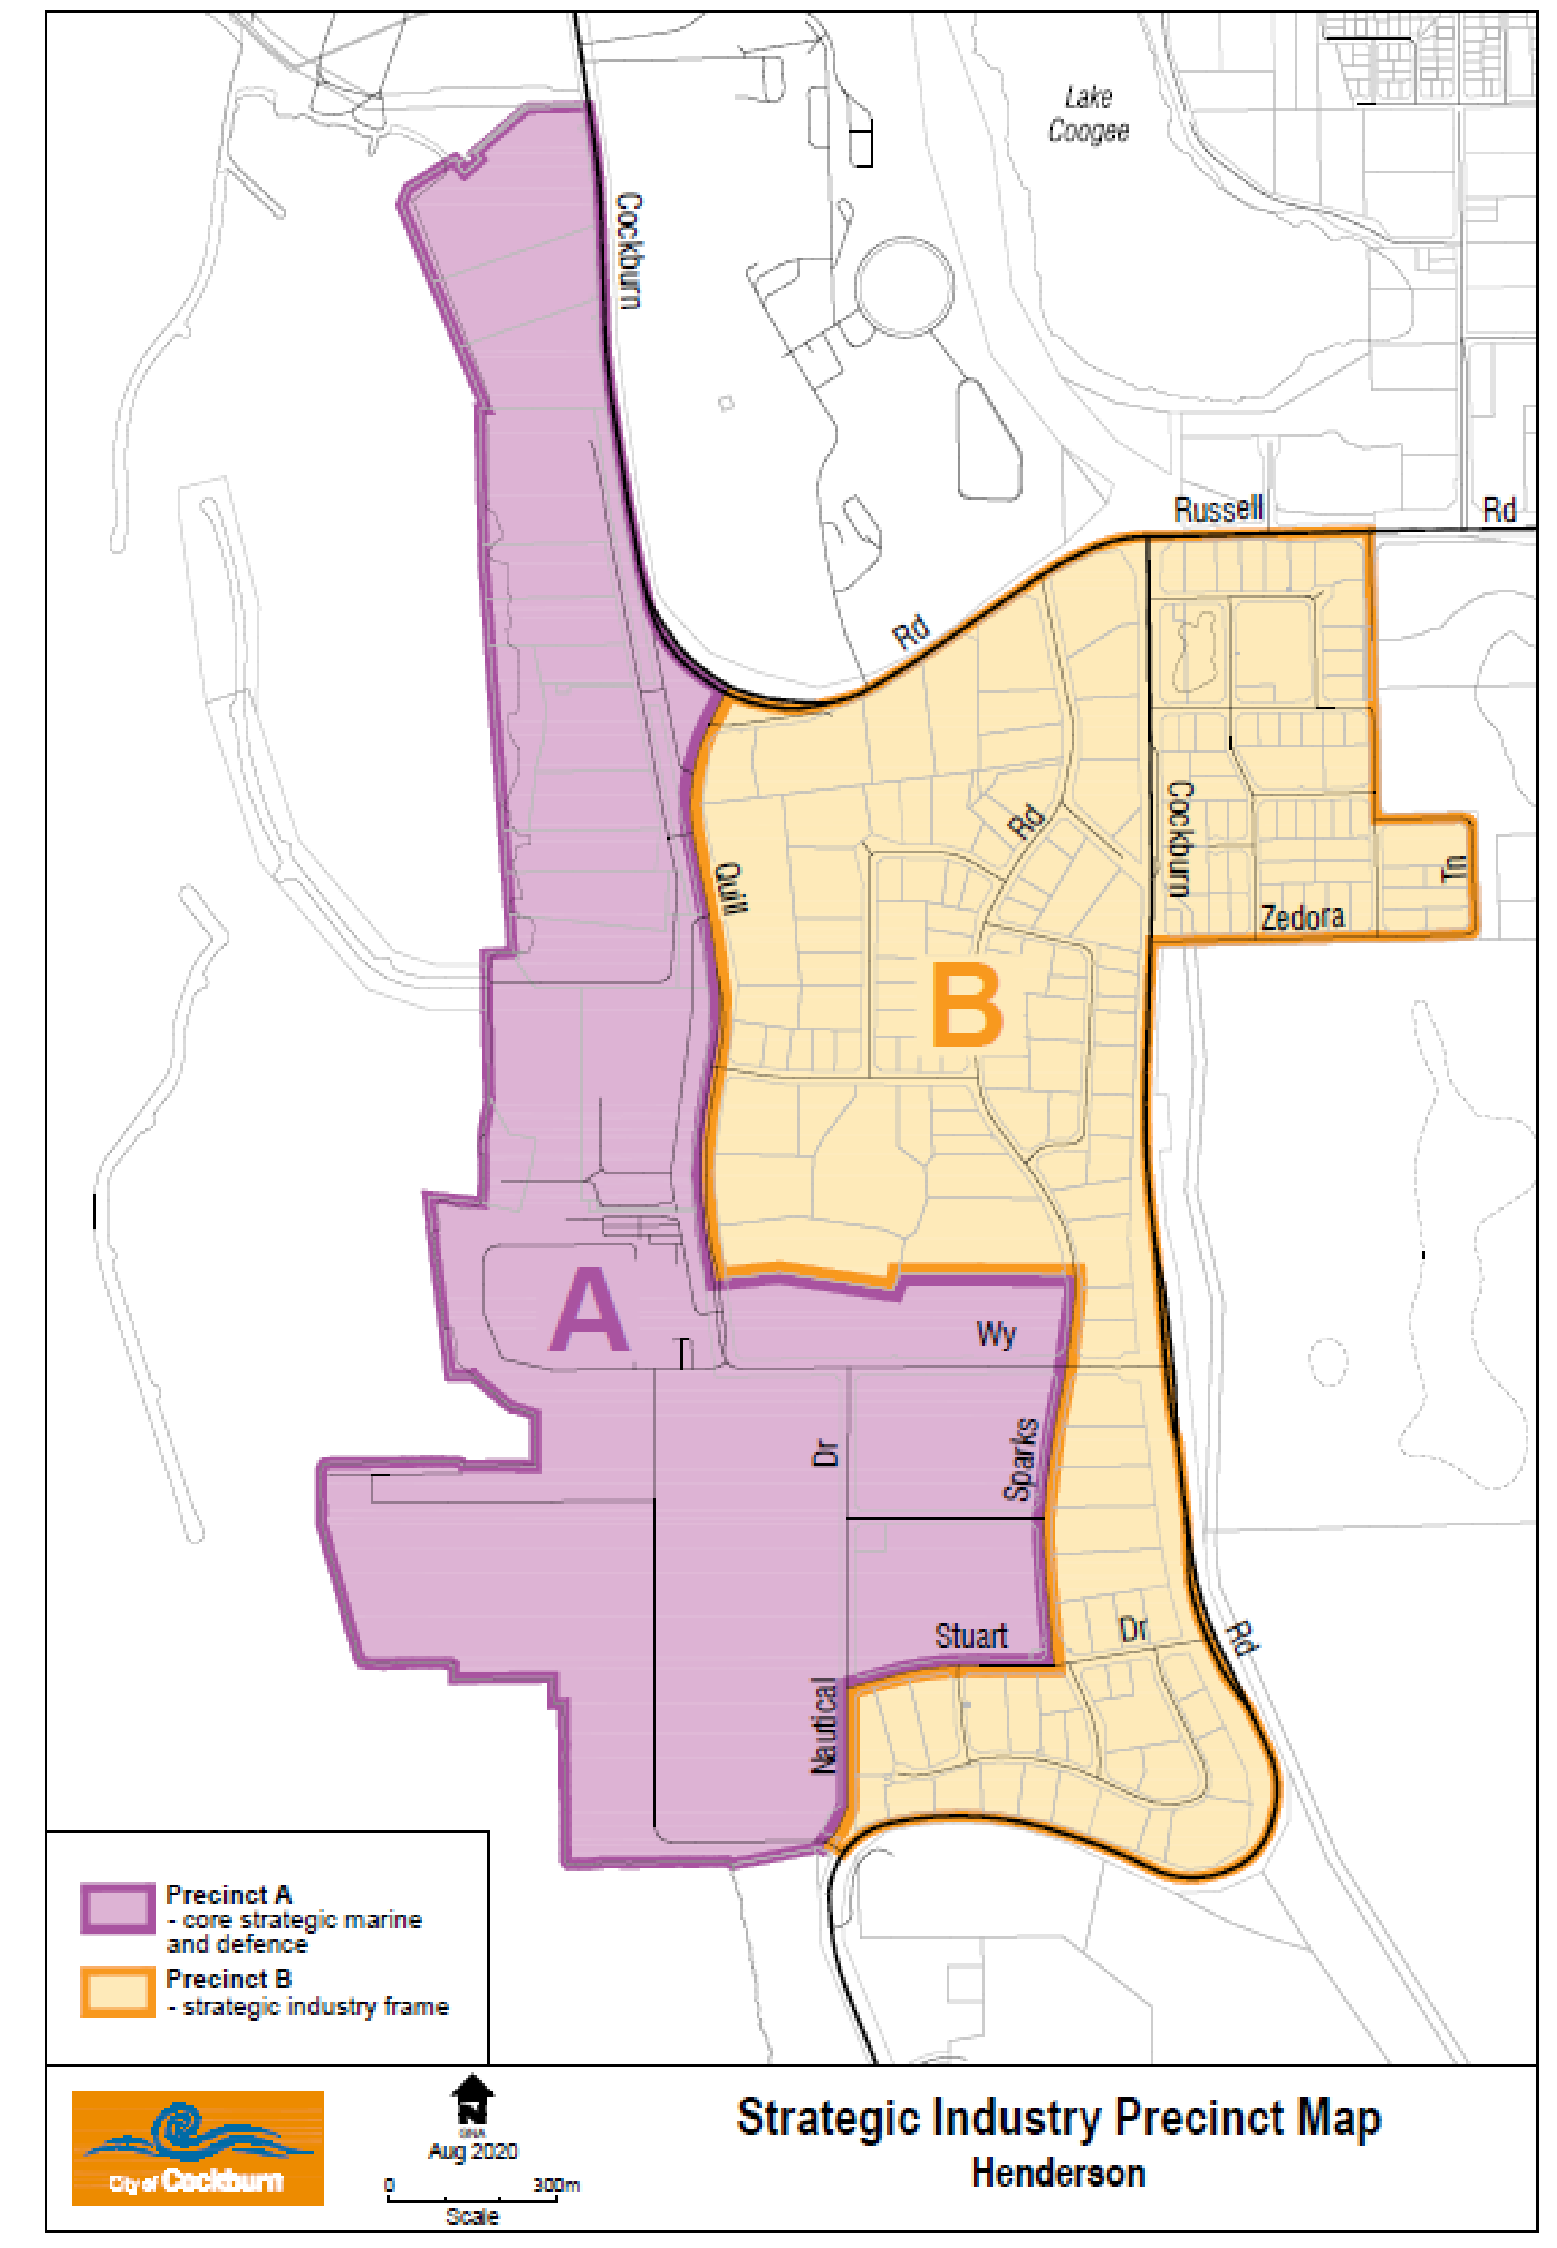 Lake
Coogee
Cockburn
Russell
Rd
Rd
Rd
Cockburn
Quill
Tn
Zedora
B
A
Wy
Dr
Sparks
Stuart
Dr
Rd
Nautical
Precinct A
- core strategic marine
and defence
Precinct B
- strategic industry frame
City of Cockburn
N
Aug 2020
0 300m
Scale
Strategic Industry Precinct Map
Henderson